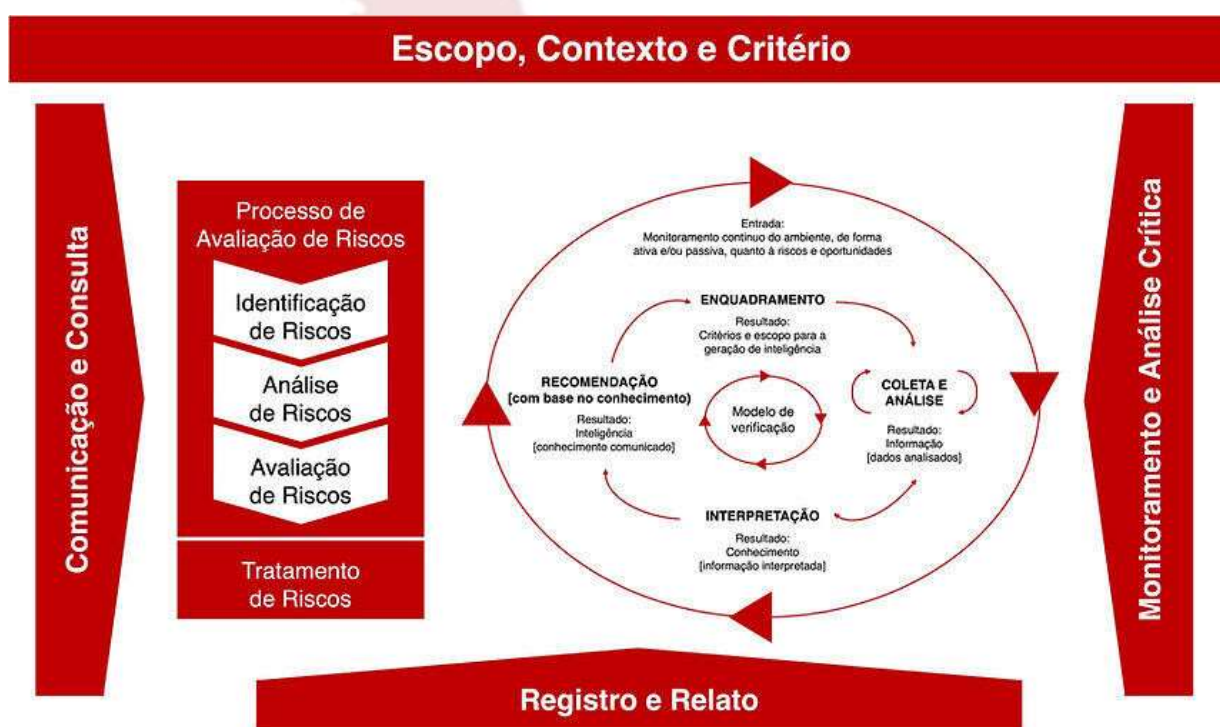 Escopo, Contexto e Critério
Comunicação e Consulta
Processo de
Avaliação de Riscos
Identificação
de Riscos
Análise
de Riscos
Avaliação
de Riscos
Tratamento
de Riscos
Entrada:
Monitoramento continuo do ambiente, de forma
ativa e/ou passiva, quanto à riscos e oportunidades
ENQUADRAMENTO
Resultado:
Critérios e escopo para a
geração de inteligência
RECOMENDAÇÃO
[com base no conhecimento)
Resultado:
Inteligência
[conhecimento comunicado]
Modelo de
verificação
COLETA E
ANÁLISE
Resultado:
Informação
[dados analisados]
INTERPRETAÇÃO
Resultado:
Conhecimento
[informação interpretada]
Monitoramento e Análise Crítica
Registro e Relato